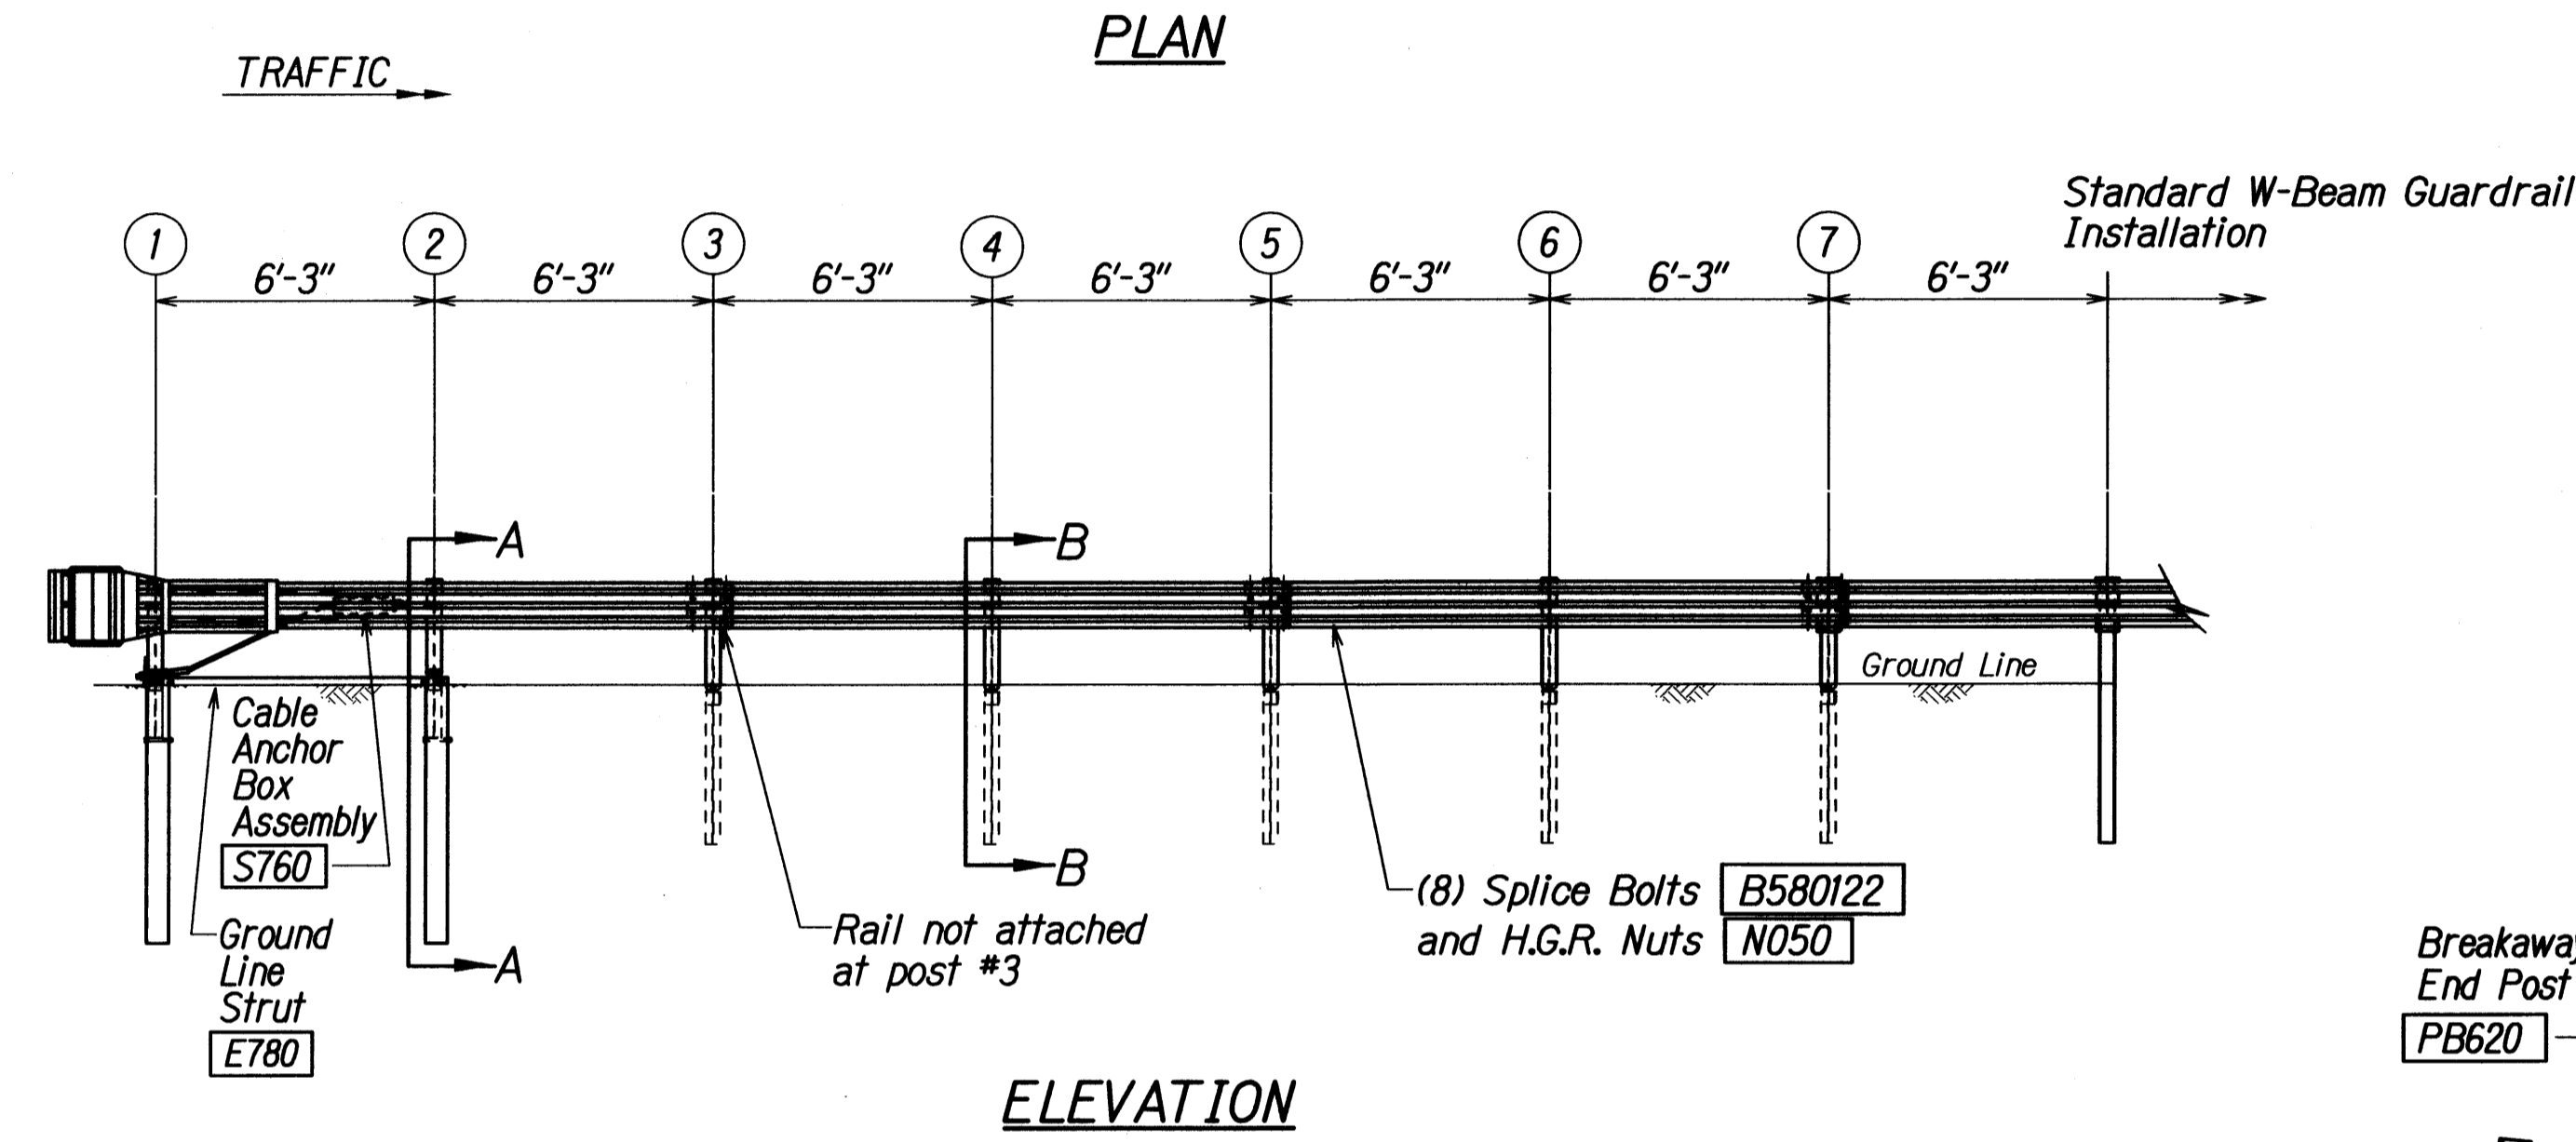 PLAN
TRAFFIC
Standard W-Beam Guardrail
Installation
1 2 3 4 5 6 7
6'-3" 6'-3" 6'-3" 6'-3" 6'-3" 6'-3" 6'-3"
A B
Ground Line
Cable
Anchor
Box
Assembly
S760
Ground
Line
Strut
E780
A B
Rail not attached
at post #3
(8) Splice Bolts B580122
and H.G.R. Nuts N050
Breakaway
End Post
PB620
ELEVATION